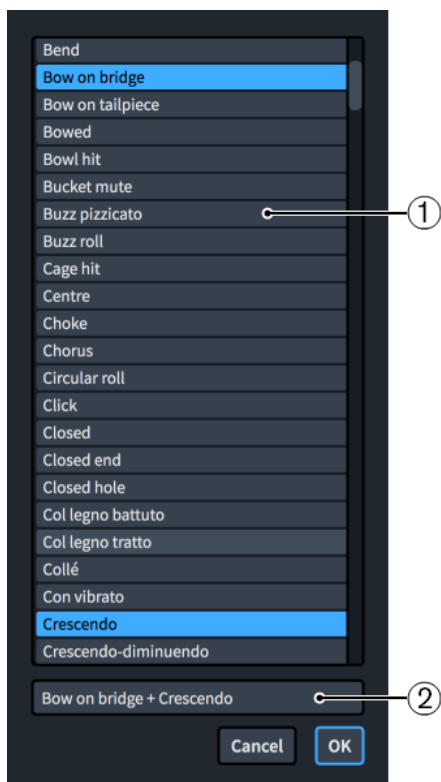 Bend
Bow on bridge
Bow on tailpiece
Bowed
Bowl hit
Bucket mute
Buzz pizzicato
1
Buzz roll
Cage hit
Centre
Choke
Chorus
Circular roll
Click
Closed
Closed end
Closed hole
Col legno battuto
Col legno tratto
Collé
Con vibrato
Crescendo
Crescendo-diminuendo
Bow on bridge + Crescendo
2
Cancel
OK